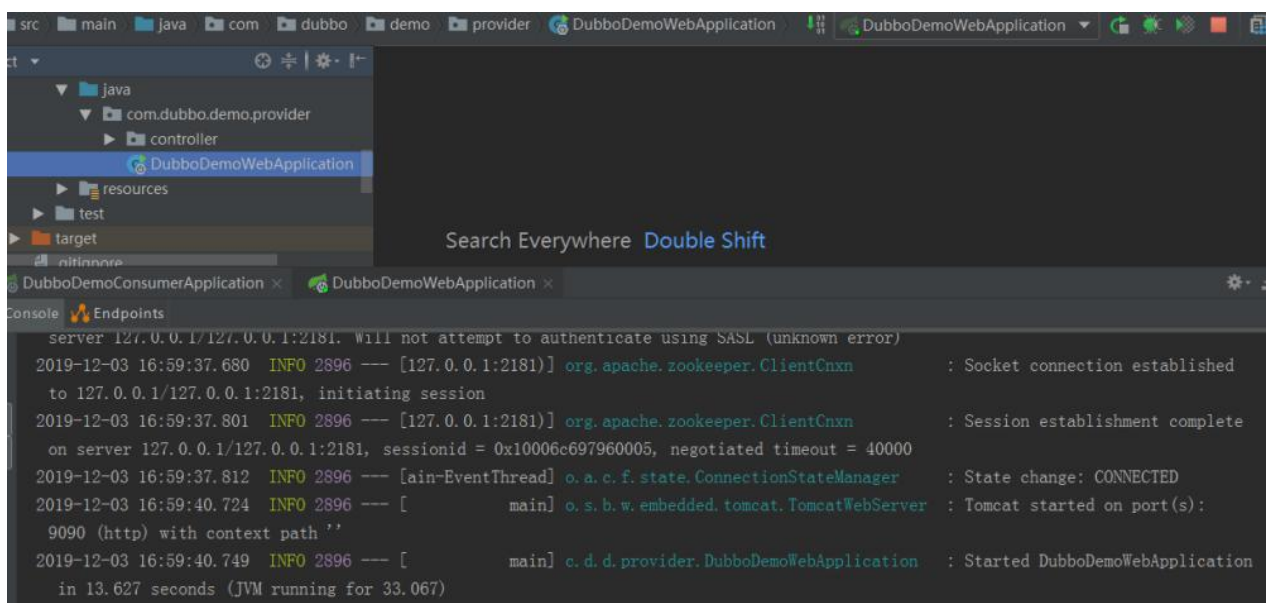 src main java com dubbo demo provider DubboDemoWebApplication DubboDemoWebApplication
java
com.dubbo.demo.provider
controller
DubboDemoWebApplication
resources
test
target
.gitignore
Search Everywhere Double Shift
DubboDemoConsumerApplication × DubboDemoWebApplication ×
Console Endpoints
server 127.0.0.1/127.0.0.1:2181. Will not attempt to authenticate using SASL (unknown error)
2019-12-03 16:59:37.680 INFO 2896 --- [127.0.0.1:2181)] org.apache.zookeeper.ClientCnxn : Socket connection established
to 127.0.0.1/127.0.0.1:2181, initiating session
2019-12-03 16:59:37.801 INFO 2896 --- [127.0.0.1:2181)] org.apache.zookeeper.ClientCnxn : Session establishment complete
on server 127.0.0.1/127.0.0.1:2181, sessionid = 0x10006c697960005, negotiated timeout = 40000
2019-12-03 16:59:37.812 INFO 2896 --- [ain-EventThread] o.a.c.f.state.ConnectionStateManager : State change: CONNECTED
2019-12-03 16:59:40.724 INFO 2896 --- [ main] o.s.b.w.embedded.tomcat.TomcatWebServer : Tomcat started on port(s):
9090 (http) with context path ''
2019-12-03 16:59:40.749 INFO 2896 --- [ main] c.d.d.provider.DubboDemoWebApplication : Started DubboDemoWebApplication
in 13.627 seconds (JVM running for 33.067)